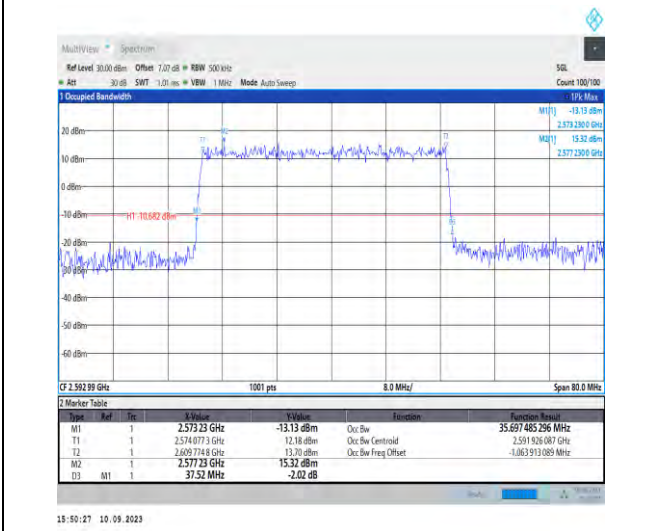 MultiView Spectrum
Ref Level 30.00 dBm Offset 7.07 dB RBW 500 kHz SGL
Att 30 dB SWT 1.01 ms VBW 1 MHz Mode Auto Sweep Count 100/100
1 Occupied Bandwidth 1Pk Max
M1[1] -13.13 dBm
2.573 2300 GHz
M2[1] 15.32 dBm
2.577 2300 GHz
20 dBm
10 dBm
0 dBm
-10 dBm
H1 -10.682 dBm
-20 dBm
-30 dBm
-40 dBm
-50 dBm
-60 dBm
CF 2.592 99 GHz 1001 pts 8.0 MHz/ Span 80.0 MHz
2 Marker Table
Type Ref Trc X-Value Y-Value Function Function Result
M1 1 2.573 23 GHz -13.13 dBm Occ Bw 35.697 485 296 MHz
T1 1 2.574 077 3 GHz 12.18 dBm Occ Bw Centroid 2.591 926 087 GHz
T2 1 2.609 774 8 GHz 13.70 dBm Occ Bw Freq Offset -1.063 913 089 MHz
M2 1 2.577 23 GHz 15.32 dBm
D3 M1 1 37.52 MHz -2.02 dB
15:50:27 10.09.2023